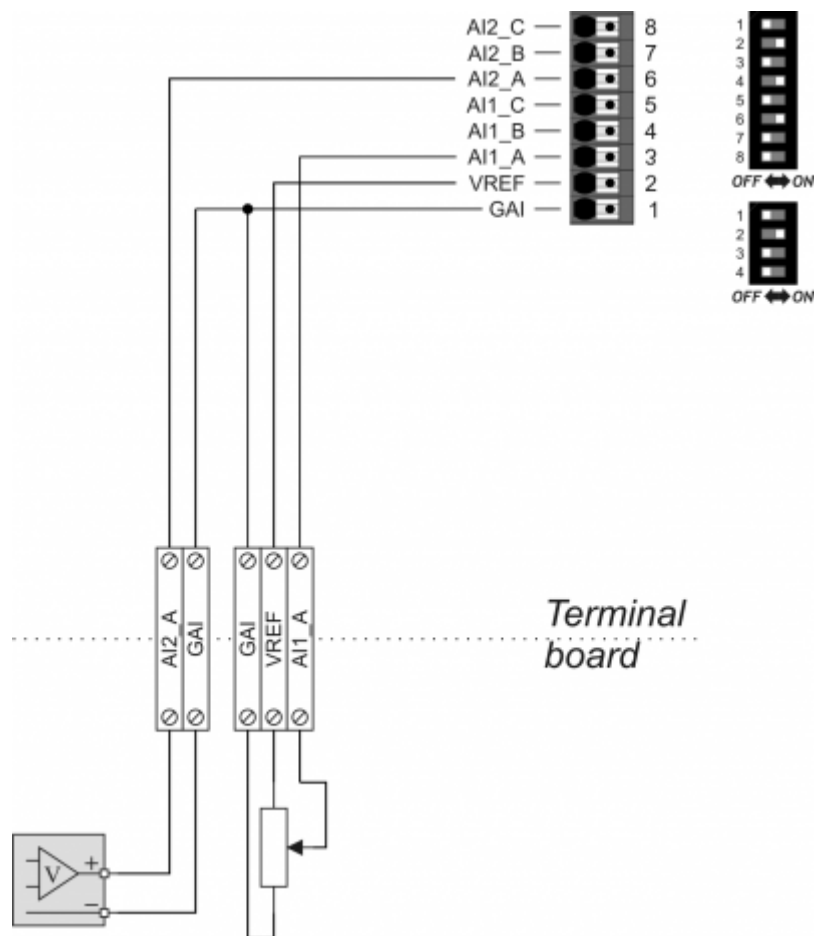 AI2_C 8
AI2_B 7
AI2_A 6
AI1_C 5
AI1_B 4
AI1_A 3
VREF 2
GAI 1
1
2
3
4
5
6
7
8
OFF ON
1
2
3
4
OFF ON
AI2_A
GAI
GAI
VREF
AI1_A
Terminal
board
V
+
−